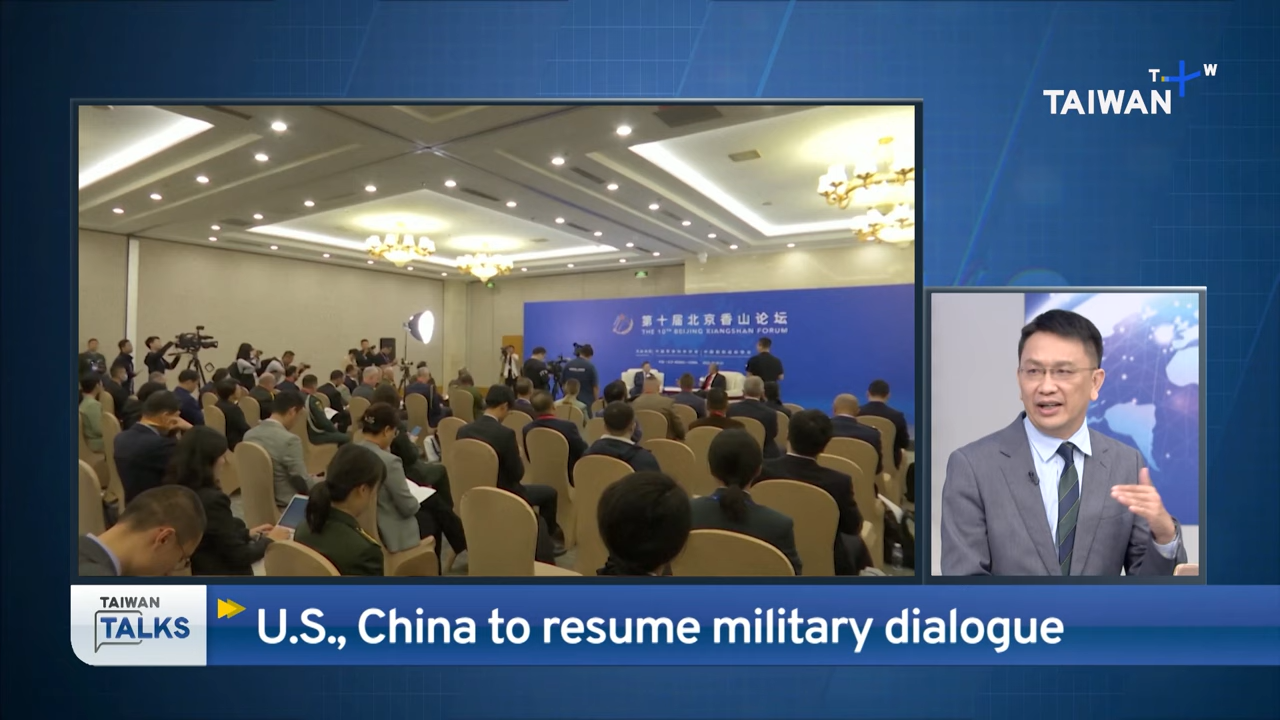 T W
TAIWAN
第十届北京香山论坛
THE 10TH BEIJING XIANGSHAN FORUM
TAIWAN
TALKS
U.S., China to resume military dialogue